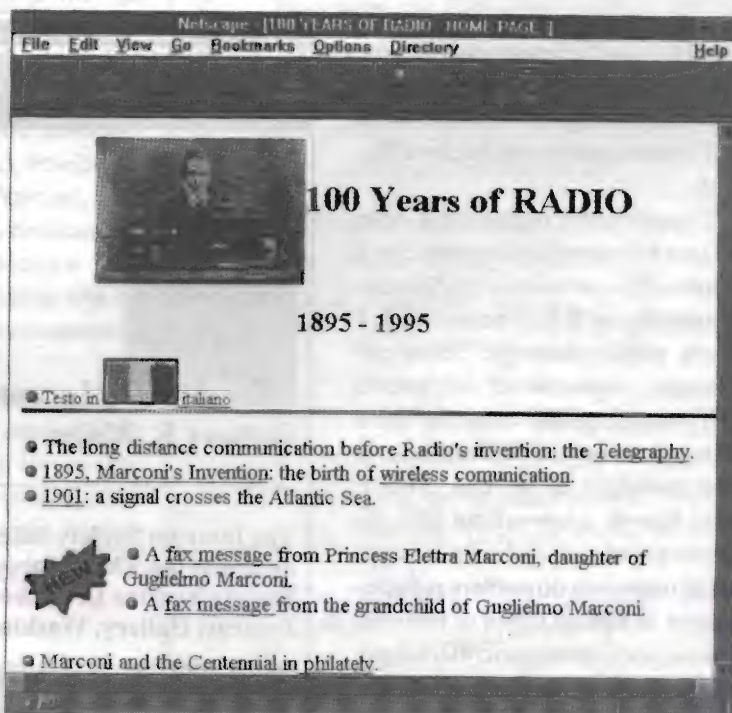 Netscape - [100 YEARS OF RADIO HOME PAGE ]
File Edit View Go Bookmarks Options Directory Help
100 Years of RADIO
1895 - 1995
Testo in italiano
The long distance communication before Radio's invention: the Telegraphy.
1895, Marconi's Invention: the birth of wireless comunication.
1901: a signal crosses the Atlantic Sea.
NEW
A fax message from Princess Elettra Marconi, daughter of
Guglielmo Marconi.
A fax message from the grandchild of Guglielmo Marconi.
Marconi and the Centennial in philately.